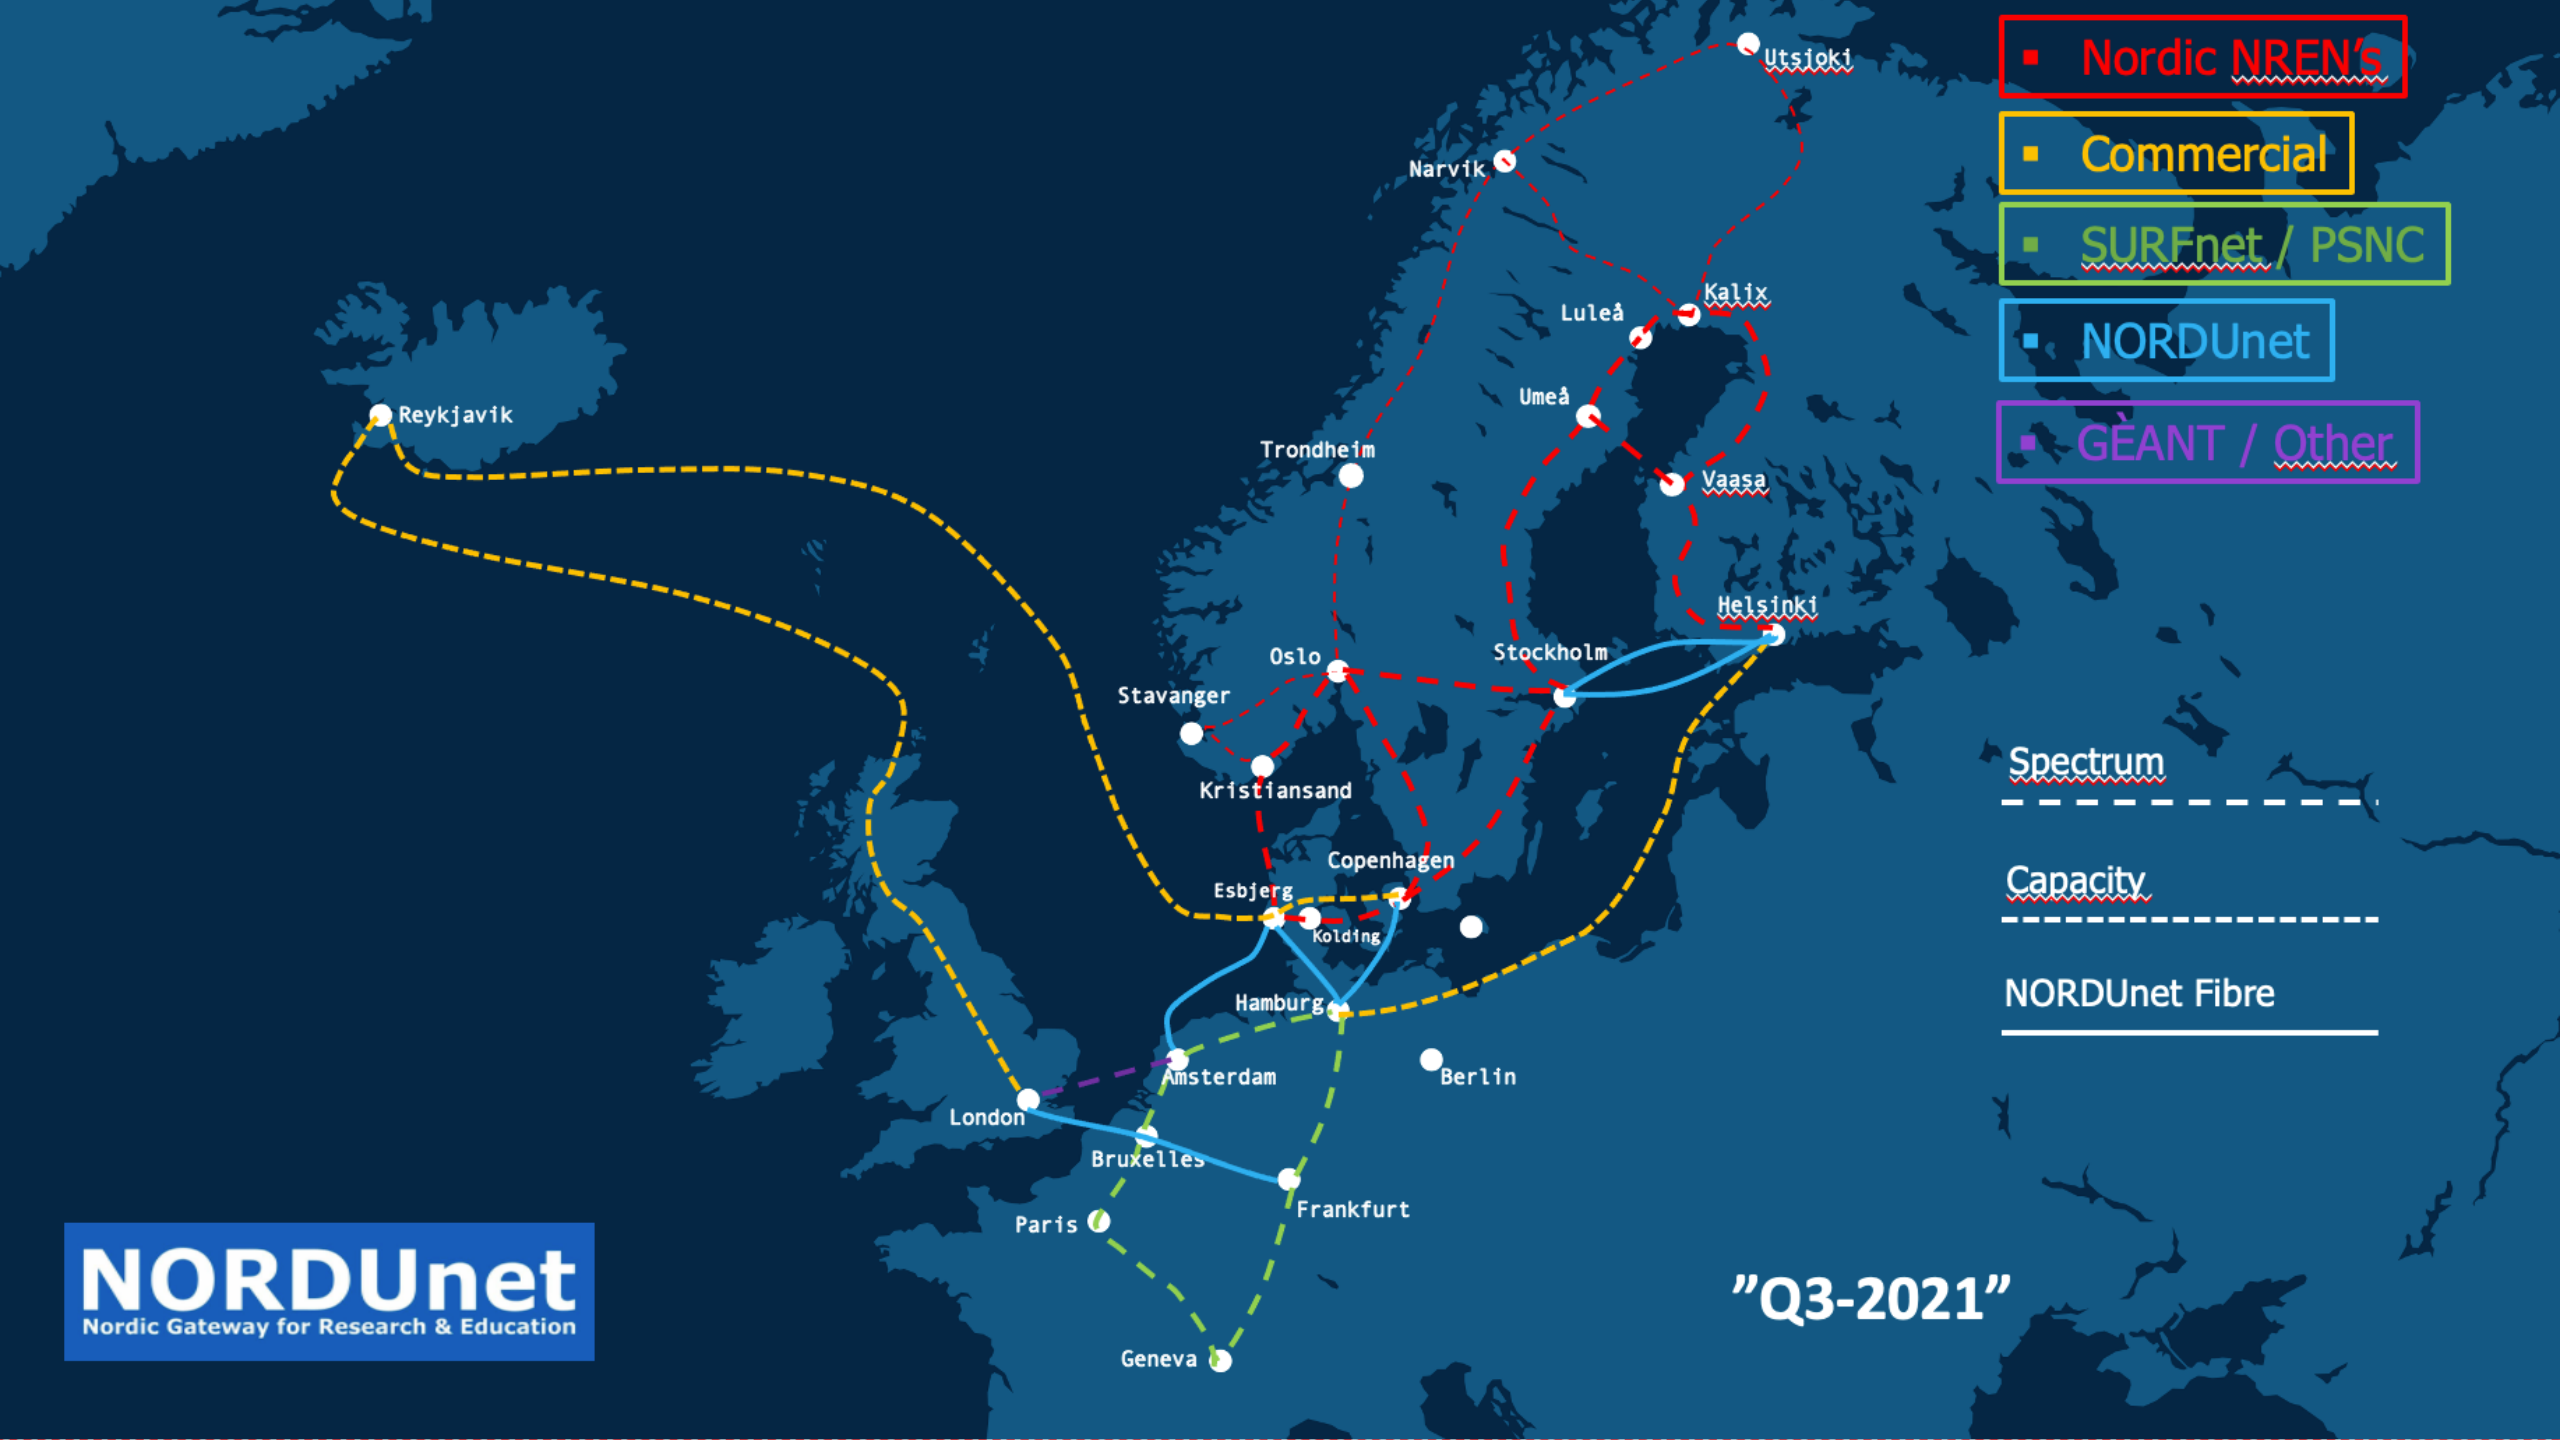 Utsjoki
Narvik
Kalix
Luleå
Umeå
Reykjavik
Trondheim
Vaasa
Helsinki
Oslo
Stockholm
Stavanger
Kristiansand
Copenhagen
Esbjerg
Kolding
Hamburg
Amsterdam
Berlin
London
Bruxelles
Frankfurt
Paris
Geneva
▪ Nordic NREN’s
▪ Commercial
▪ SURFnet / PSNC
▪ NORDUnet
▪ GÈANT / Other
Spectrum
Capacity
NORDUnet Fibre
”Q3-2021”
NORDUnet
Nordic Gateway for Research & Education